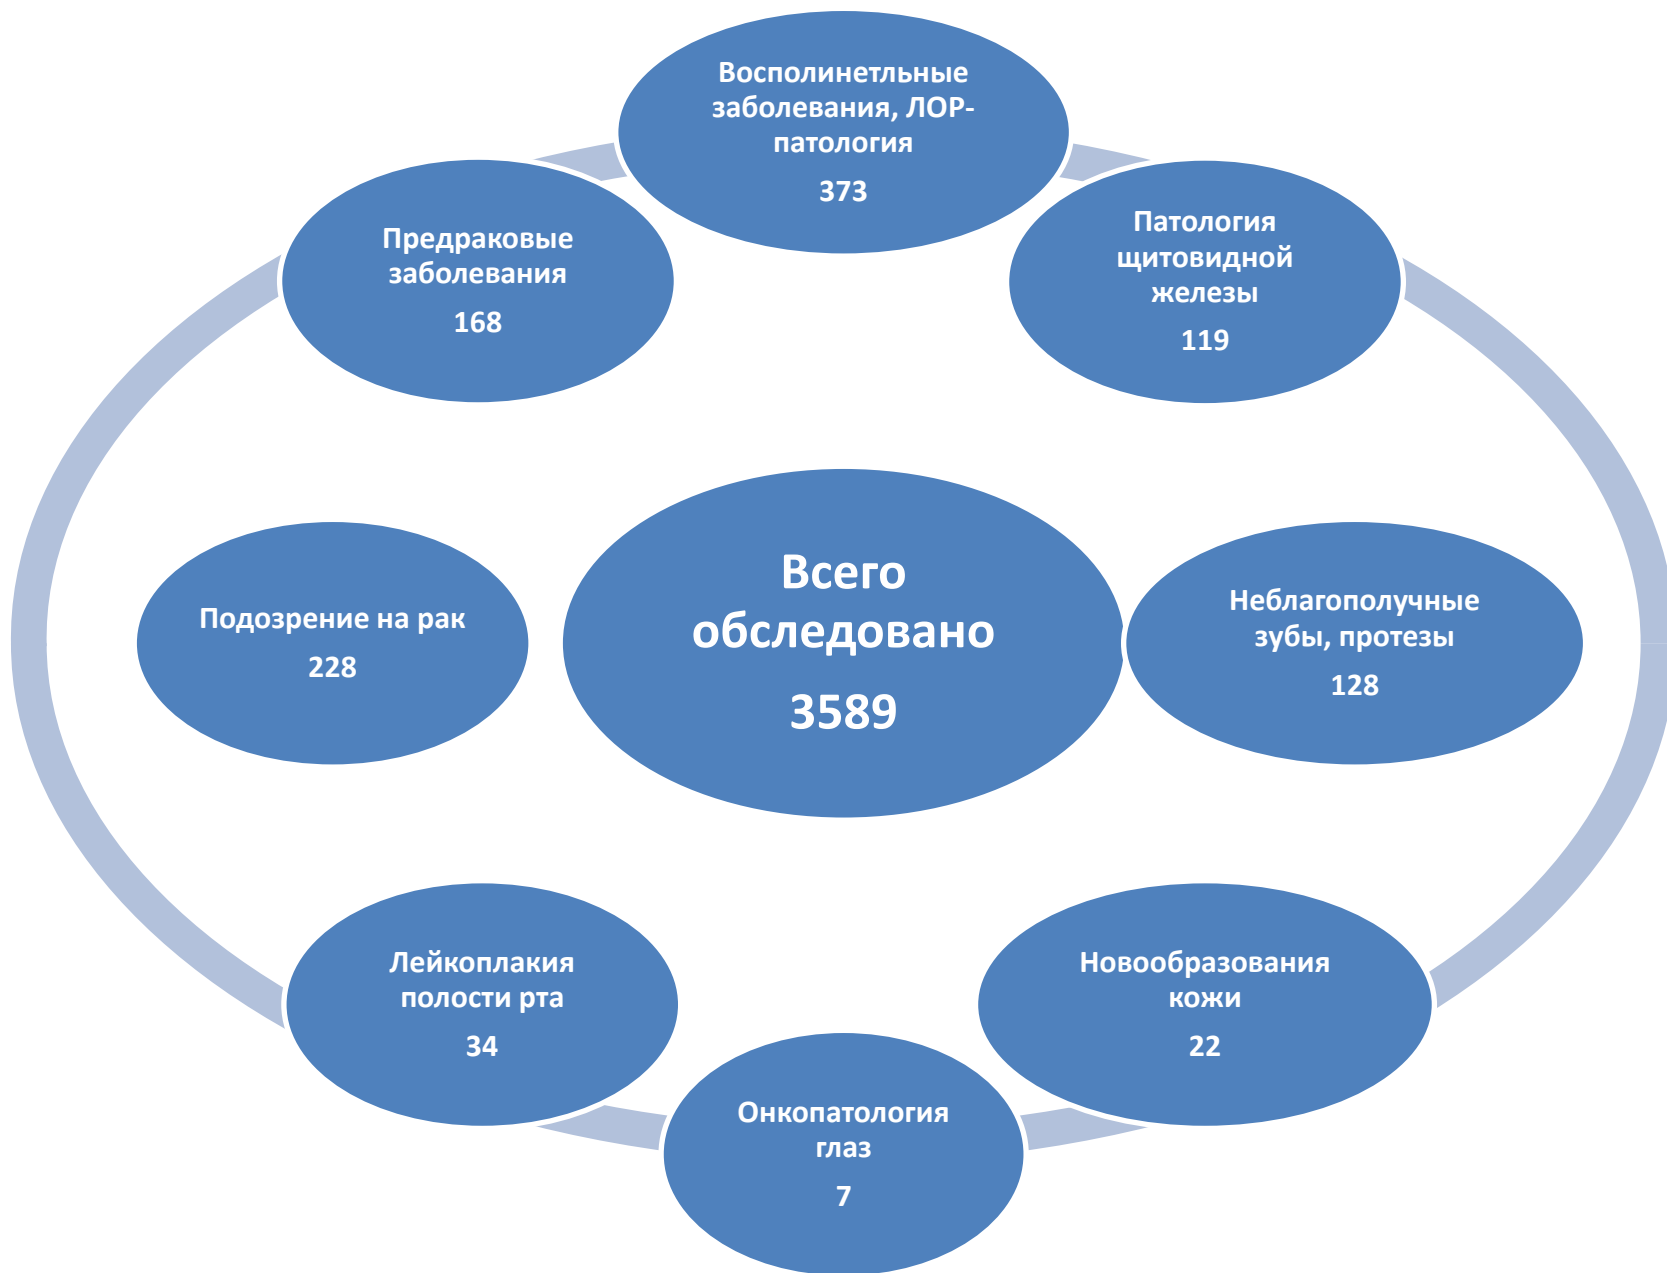 Восполинетльные
заболевания, ЛОР-
патология
373
Предраковые
заболевания
168
Патология
щитовидной
железы
119
Подозрение на рак
228
Всего
обследовано
3589
Неблагополучные
зубы, протезы
128
Лейкоплакия
полости рта
34
Новообразования
кожи
22
Онкопатология
глаз
7